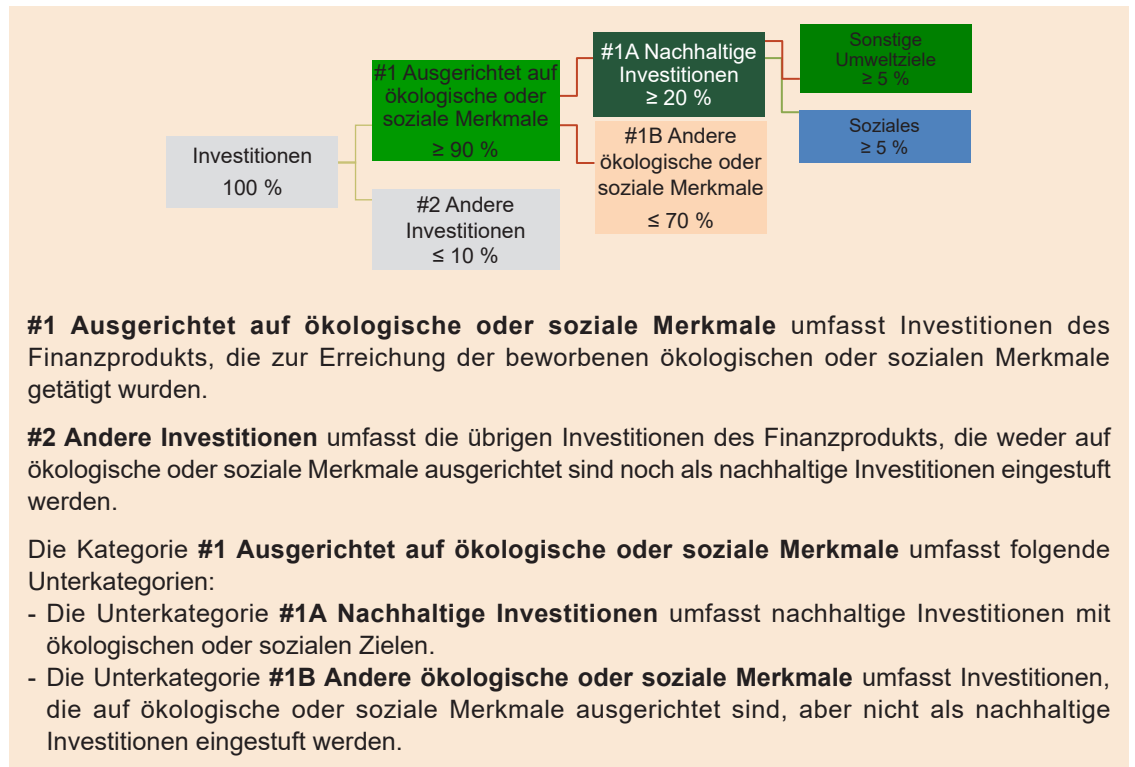 Investitionen
100 %
#1 Ausgerichtet auf
ökologische oder
soziale Merkmale
≥ 90 %
#2 Andere
Investitionen
≤ 10 %
#1A Nachhaltige
Investitionen
≥ 20 %
#1B Andere
ökologische oder
soziale Merkmale
≤ 70 %
Sonstige
Umweltziele
≥ 5 %
Soziales
≥ 5 %
#1 Ausgerichtet auf ökologische oder soziale Merkmale umfasst Investitionen des
Finanzprodukts, die zur Erreichung der beworbenen ökologischen oder sozialen Merkmale
getätigt wurden.
#2 Andere Investitionen umfasst die übrigen Investitionen des Finanzprodukts, die weder auf
ökologische oder soziale Merkmale ausgerichtet sind noch als nachhaltige Investitionen eingestuft
werden.
Die Kategorie #1 Ausgerichtet auf ökologische oder soziale Merkmale umfasst folgende
Unterkategorien:
- Die Unterkategorie #1A Nachhaltige Investitionen umfasst nachhaltige Investitionen mit
ökologischen oder sozialen Zielen.
- Die Unterkategorie #1B Andere ökologische oder soziale Merkmale umfasst Investitionen,
die auf ökologische oder soziale Merkmale ausgerichtet sind, aber nicht als nachhaltige
Investitionen eingestuft werden.